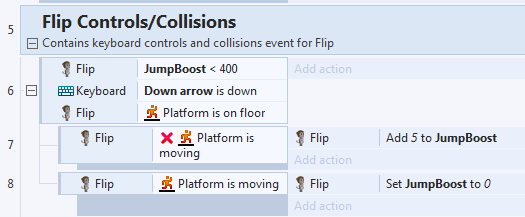 5 Flip Controls/Collisions
Contains keyboard controls and collisions event for Flip
Flip JumpBoost < 400 Add action
6 Keyboard Down arrow is down
Flip Platform is on floor
7 Flip Platform is moving Flip Add 5 to JumpBoost
Add action
8 Flip Platform is moving Flip Set JumpBoost to 0
Add action